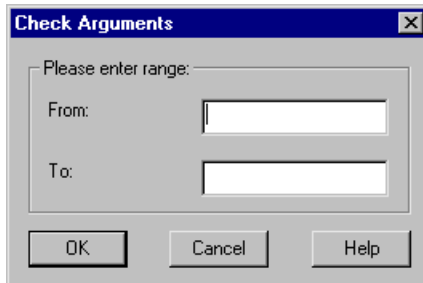 Check Arguments
Please enter range:
From:
To:
OK Cancel Help